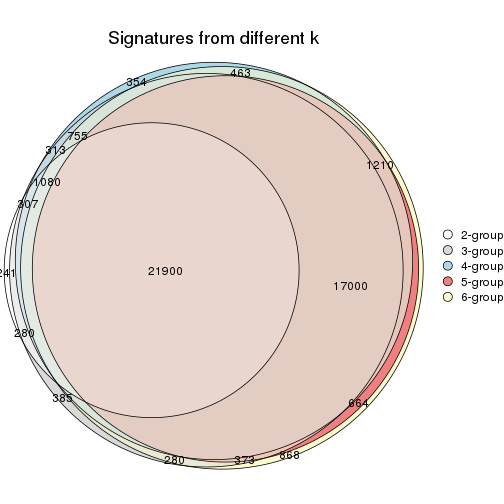 Signatures from different k
354
463
755
313
1210
1080
307
241
21900
17000
280
385
664
280
373
868
2-group
3-group
4-group
5-group
6-group